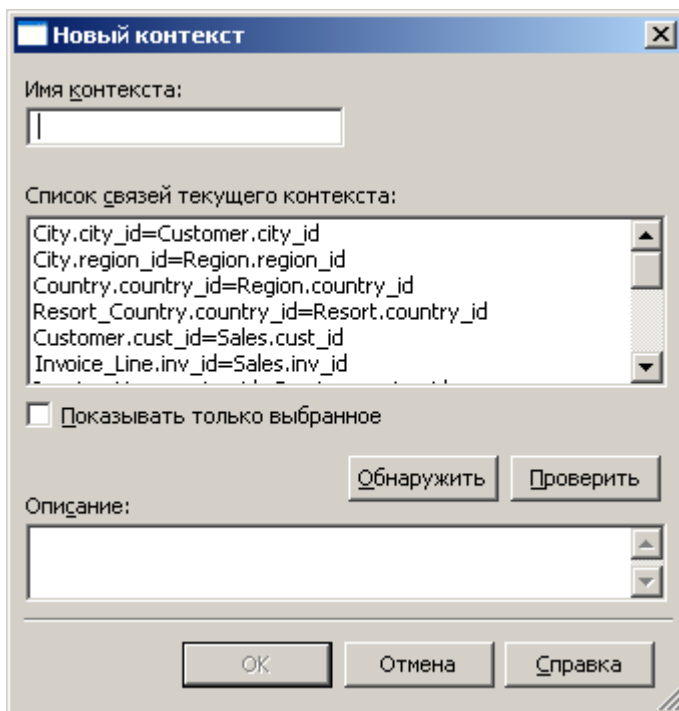 Новый контекст
Имя контекста:
Список связей текущего контекста:
City.city_id=Customer.city_id
City.region_id=Region.region_id
Country.country_id=Region.country_id
Resort_Country.country_id=Resort.country_id
Customer.cust_id=Sales.cust_id
Invoice_Line.inv_id=Sales.inv_id
Показывать только выбранное
Обнаружить Проверить
Описание:
OK Отмена Справка